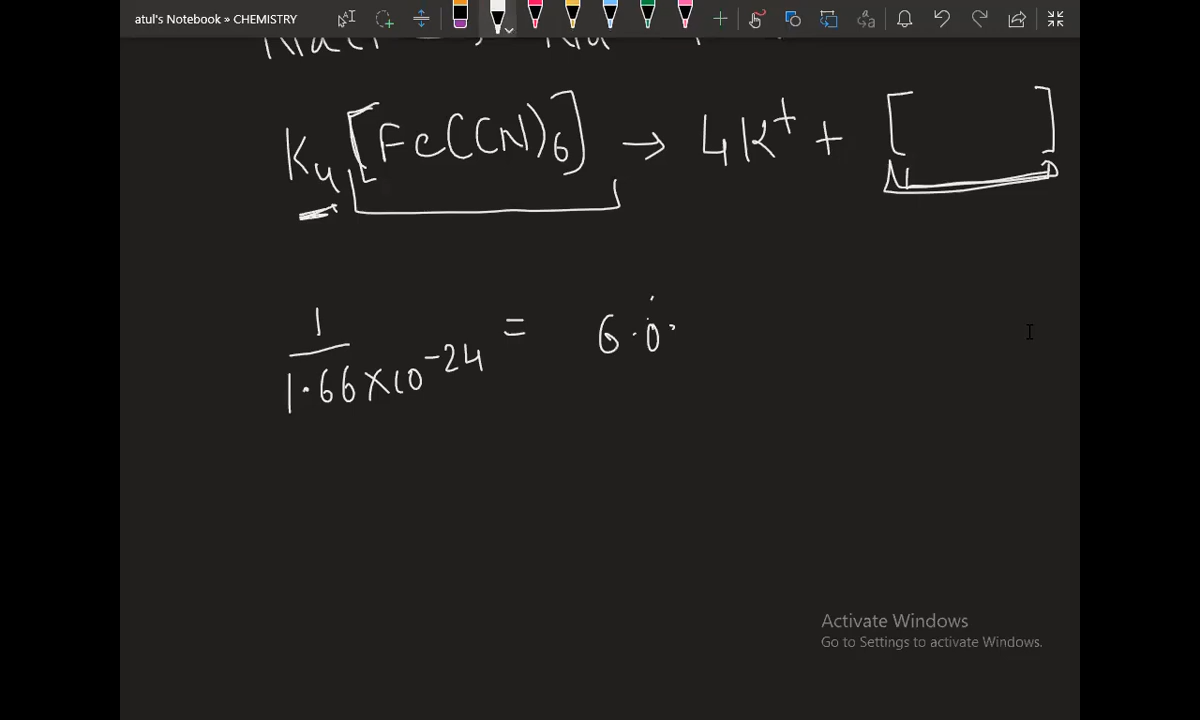 atul's Notebook » CHEMISTRY
K4[Fe(CN)6] → 4K+ + [ ]
1
1.66×10-24 = 6.0
Activate Windows
Go to Settings to activate Windows.